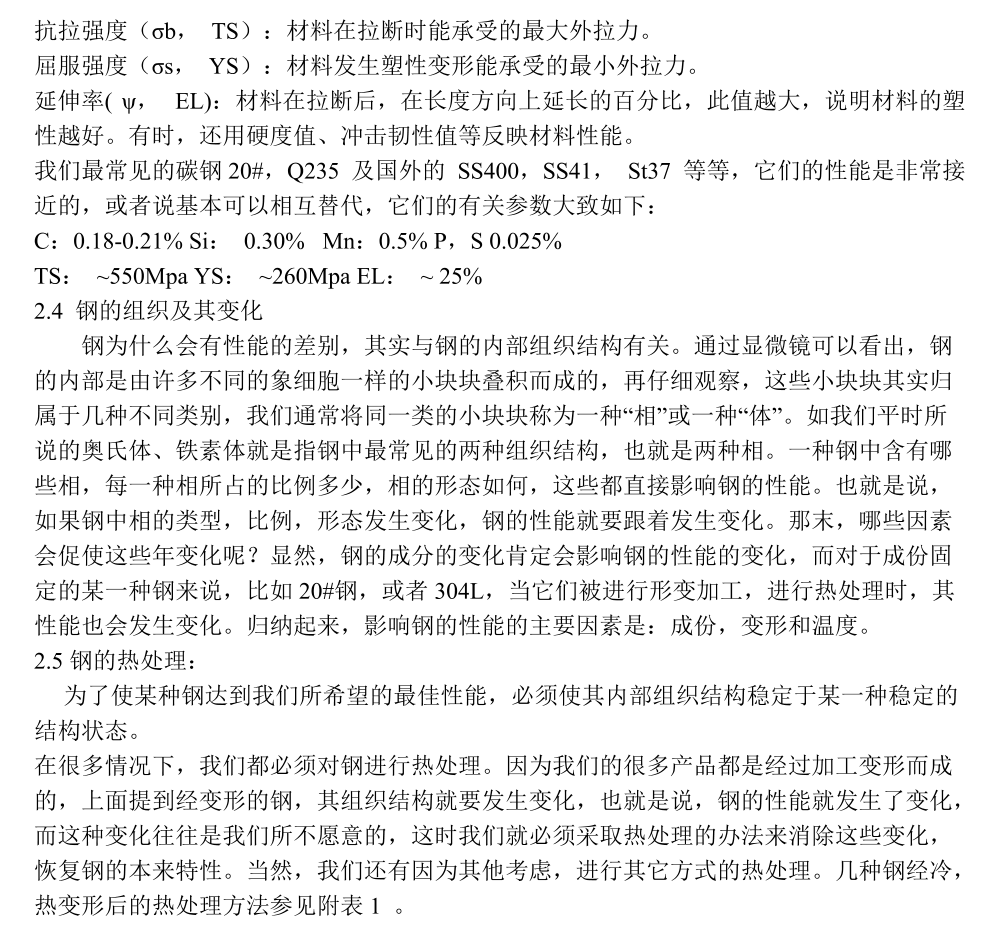 抗拉强度（σb， TS）：材料在拉断时能承受的最大外拉力。
屈服强度（σs， YS）：材料发生塑性变形能承受的最小外拉力。
延伸率( ψ， EL)：材料在拉断后，在长度方向上延长的百分比，此值越大，说明材料的塑
性越好。有时，还用硬度值、冲击韧性值等反映材料性能。
我们最常见的碳钢 20#，Q235 及国外的 SS400，SS41， St37 等等，它们的性能是非常接
近的，或者说基本可以相互替代，它们的有关参数大致如下：
C：0.18-0.21% Si： 0.30% Mn：0.5% P，S 0.025%
TS： ~550Mpa YS： ~260Mpa EL： ~ 25%
2.4 钢的组织及其变化
钢为什么会有性能的差别，其实与钢的内部组织结构有关。通过显微镜可以看出，钢
的内部是由许多不同的象细胞一样的小块块叠积而成的，再仔细观察，这些小块块其实归
属于几种不同类别，我们通常将同一类的小块块称为一种“相”或一种“体”。如我们平时所
说的奥氏体、铁素体就是指钢中最常见的两种组织结构，也就是两种相。一种钢中含有哪
些相，每一种相所占的比例多少，相的形态如何，这些都直接影响钢的性能。也就是说，
如果钢中相的类型，比例，形态发生变化，钢的性能就要跟着发生变化。那末，哪些因素
会促使这些年变化呢？显然，钢的成分的变化肯定会影响钢的性能的变化，而对于成份固
定的某一种钢来说，比如 20#钢，或者 304L，当它们被进行形变加工，进行热处理时，其
性能也会发生变化。归纳起来，影响钢的性能的主要因素是：成份，变形和温度。
2.5 钢的热处理：
为了使某种钢达到我们所希望的最佳性能，必须使其内部组织结构稳定于某一种稳定的
结构状态。
在很多情况下，我们都必须对钢进行热处理。因为我们的很多产品都是经过加工变形而成
的，上面提到经变形的钢，其组织结构就要发生变化，也就是说，钢的性能就发生了变化，
而这种变化往往是我们所不愿意的，这时我们就必须采取热处理的办法来消除这些变化，
恢复钢的本来特性。当然，我们还有因为其他考虑，进行其它方式的热处理。几种钢经冷，
热变形后的热处理方法参见附表 1 。